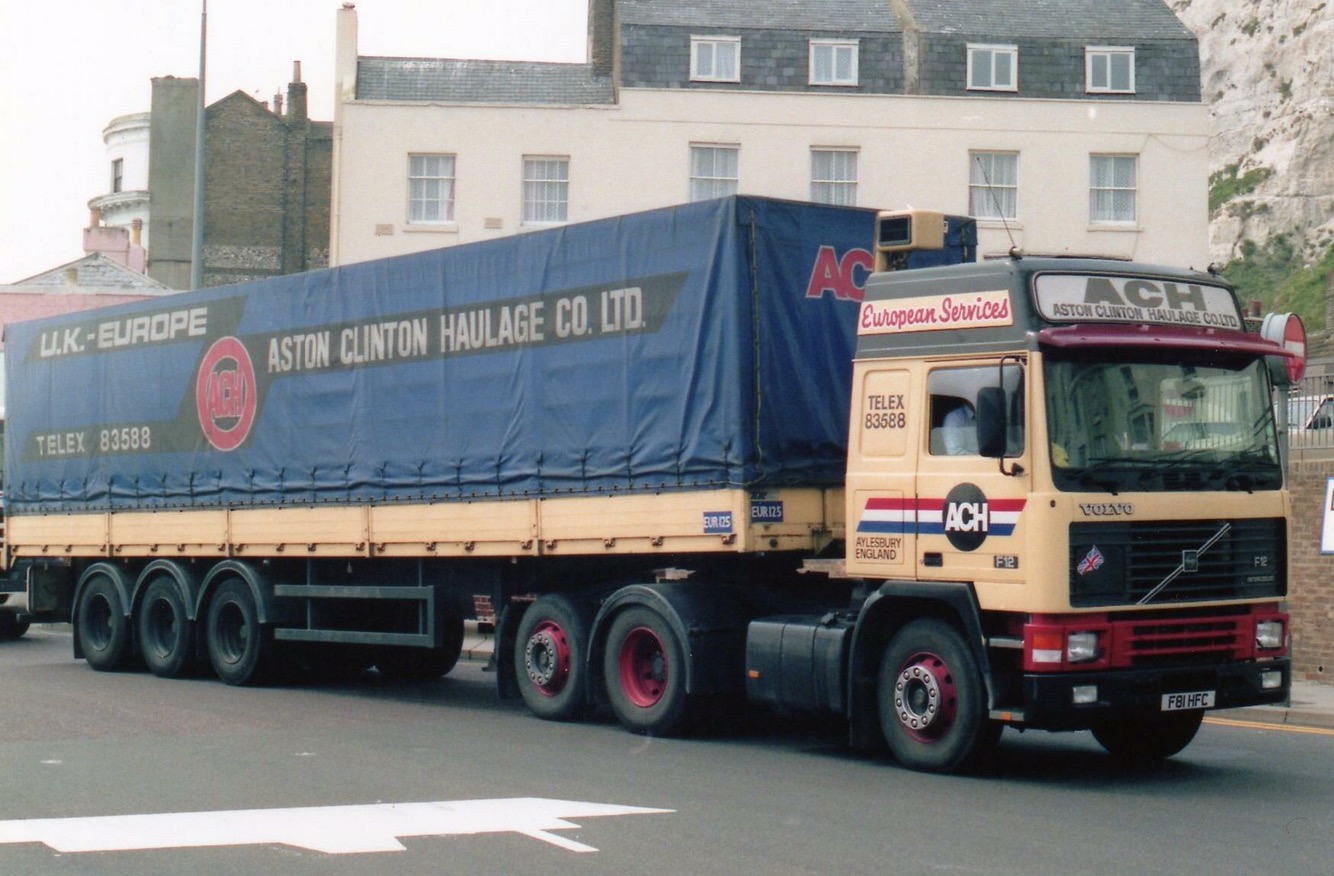 U.K.-EUROPE
ACH
ASTON CLINTON HAULAGE CO. LTD.
TELEX 83588
EUR125
EUR125
AC
European Services
ACH
ASTON CLINTON HAULAGE CO.LTD
TELEX
83588
ACH
AYLESBURY
ENGLAND
F12
VOLVO
F12
INTERCOOLER
F81 HFC